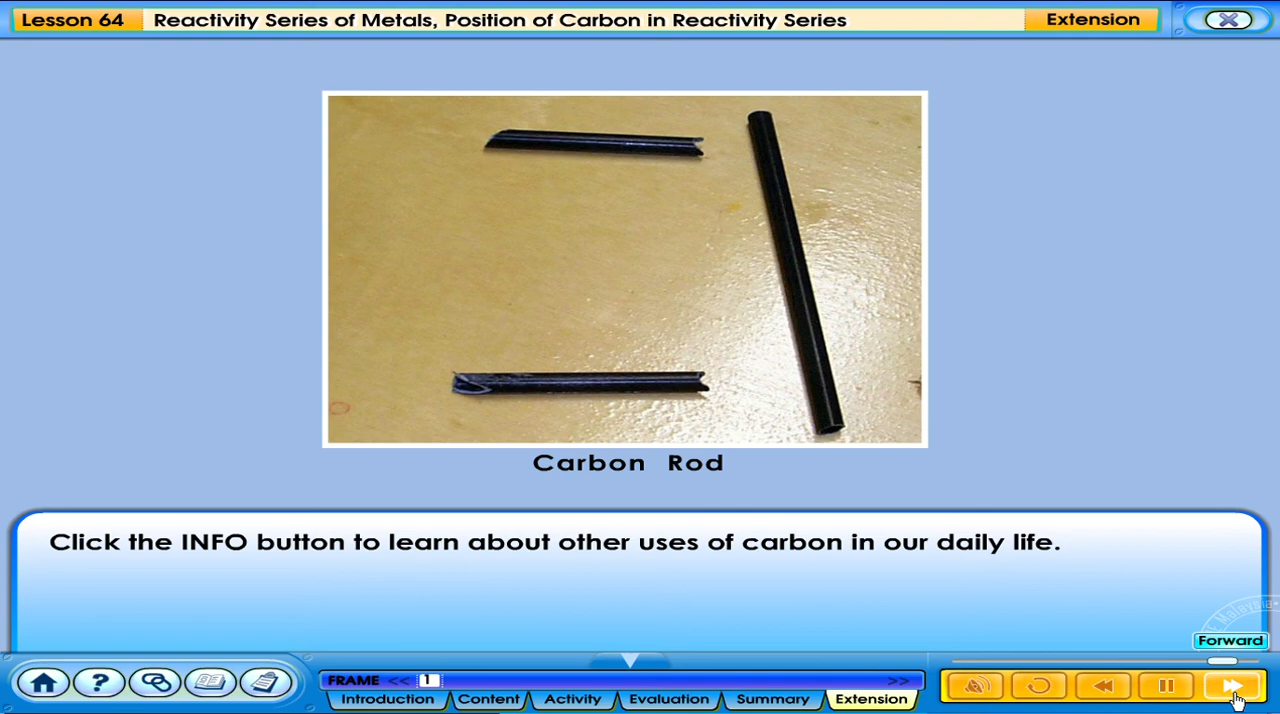 Lesson 64
Reactivity Series of Metals, Position of Carbon in Reactivity Series
Extension
Carbon Rod
Click the INFO button to learn about other uses of carbon in our daily life.
Malaysia
Forward
?
FRAME << 1 >>
Introduction
Content
Activity
Evaluation
Summary
Extension